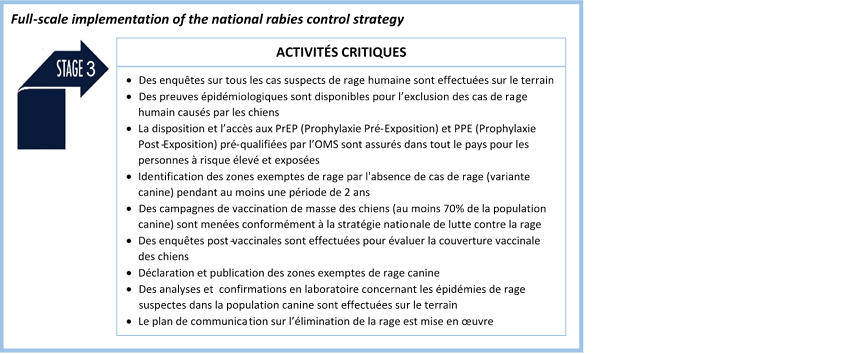 Full-scale implementation of the national rabies control strategy
STAGE 3
ACTIVITÉS CRITIQUES
• Des enquêtes sur tous les cas suspects de rage humaine sont effectuées sur le terrain
• Des preuves épidémiologiques sont disponibles pour l’exclusion des cas de rage
humain causés par les chiens
• La disposition et l’accès aux PrEP (Prophylaxie Pré-Exposition) et PPE (Prophylaxie
Post-Exposition) pré-qualifiées par l’OMS sont assurés dans tout le pays pour les
personnes à risque élevé et exposées
• Identification des zones exemptes de rage par l'absence de cas de rage (variante
canine) pendant au moins une période de 2 ans
• Des campagnes de vaccination de masse des chiens (au moins 70% de la population
canine) sont menées conformément à la stratégie nationale de lutte contre la rage
• Des enquêtes post-vaccinales sont effectuées pour évaluer la couverture vaccinale
des chiens
• Déclaration et publication des zones exemptes de rage canine
• Des analyses et confirmations en laboratoire concernant les épidémies de rage
suspectes dans la population canine sont effectuées sur le terrain
• Le plan de communication sur l’élimination de la rage est mise en œuvre